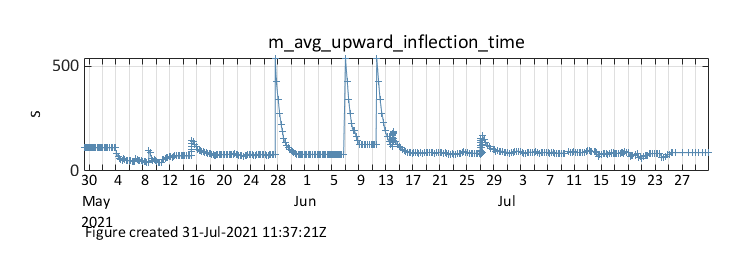 m_avg_upward_inflection_time
500
s
0
30 4 8 12 16 20 24 28 1 5 9 13 17 21 25 29 3 7 11 15 19 23 27
May Jun Jul
2021
Figure created 31-Jul-2021 11:37:21Z